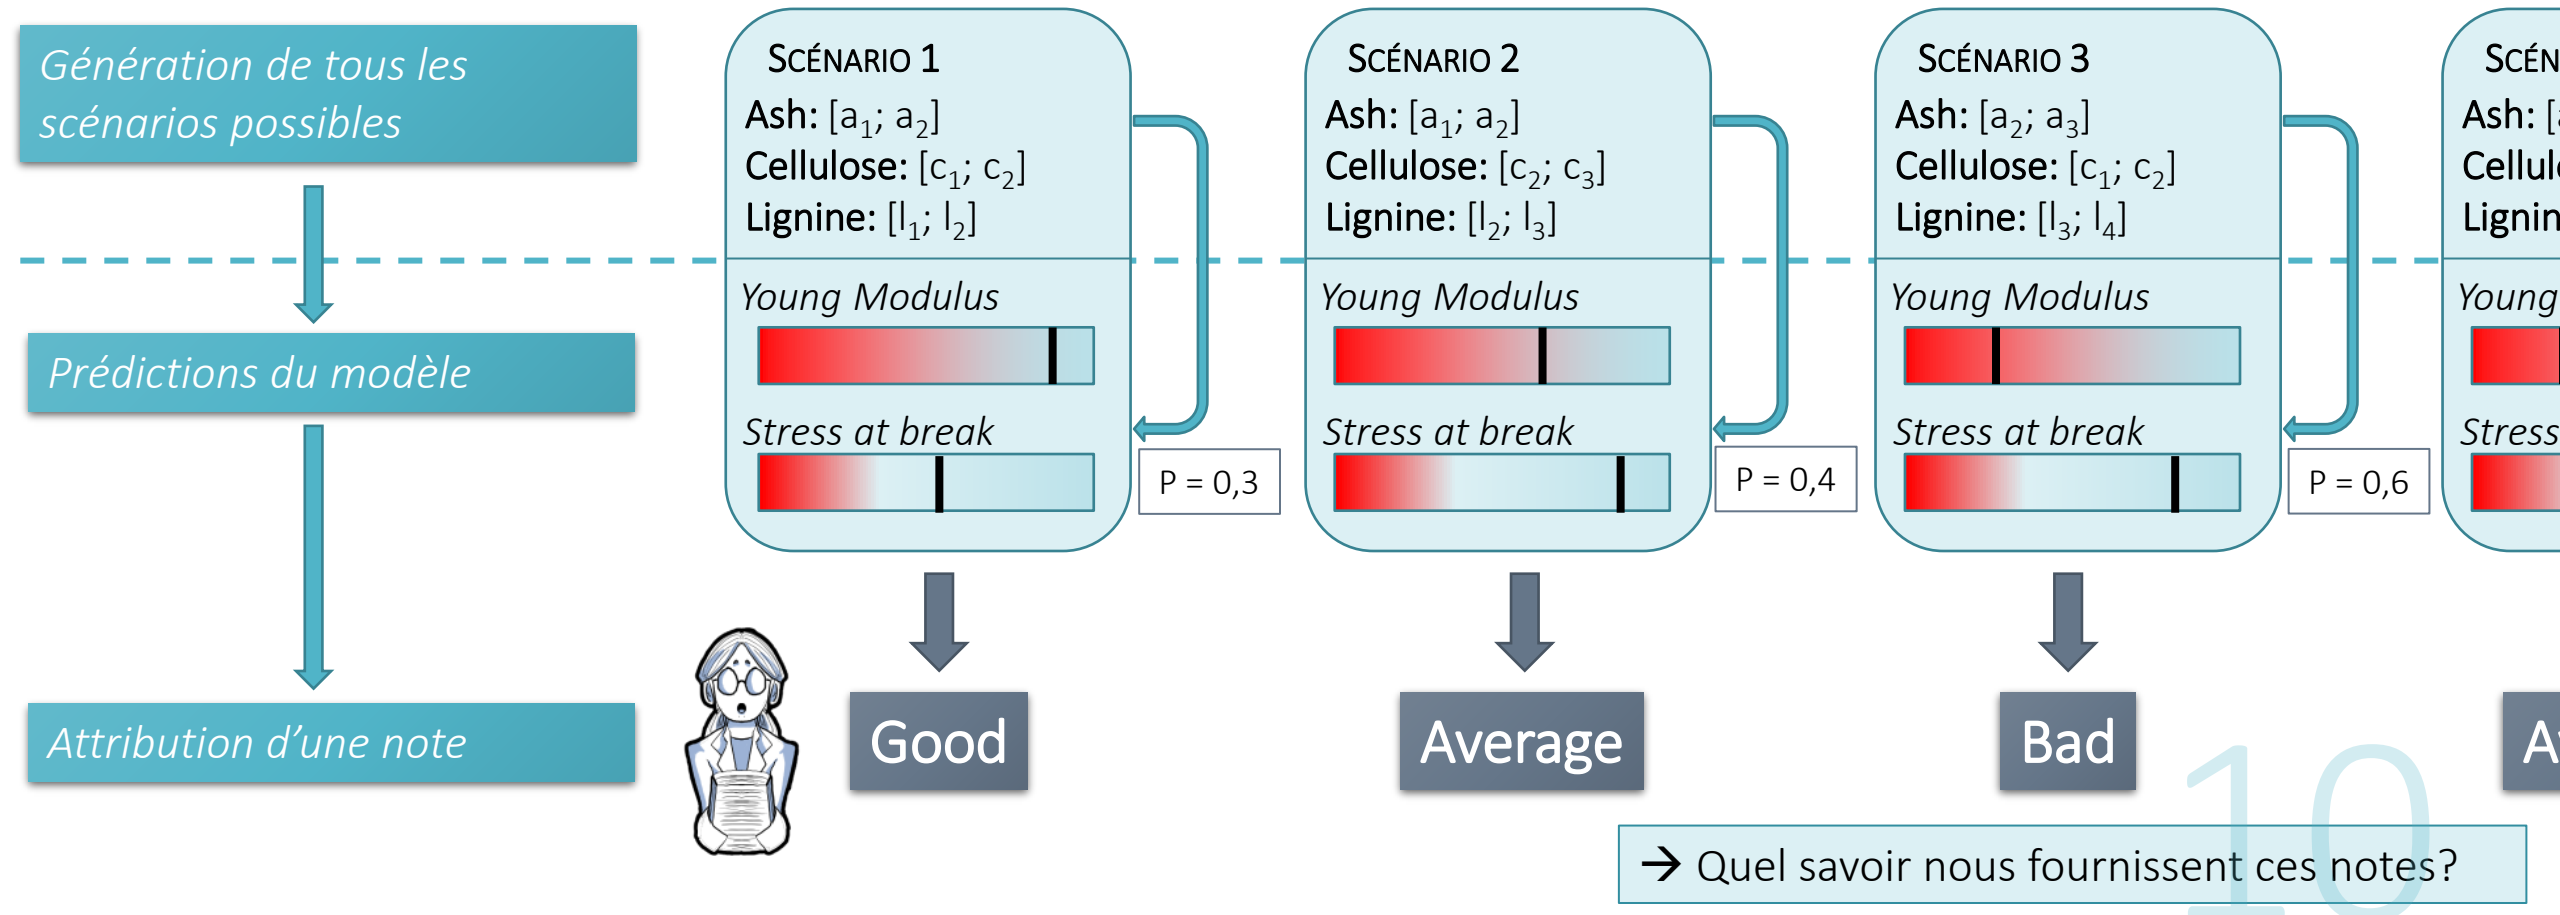 Génération de tous les
scénarios possibles
Prédictions du modèle
Attribution d'une note
SCÉNARIO 1
Ash: [a1; a2]
Cellulose: [c1; c2]
Lignine: [l1; l2]
Young Modulus
Stress at break
P = 0,3
Good
SCÉNARIO 2
Ash: [a1; a2]
Cellulose: [c2; c3]
Lignine: [l2; l3]
Young Modulus
Stress at break
P = 0,4
Average
SCÉNARIO 3
Ash: [a2; a3]
Cellulose: [c1; c2]
Lignine: [l3; l4]
Young Modulus
Stress at break
P = 0,6
Bad
Ash: [
Young
Stress
→ Quel savoir nous fournissent ces notes?
10